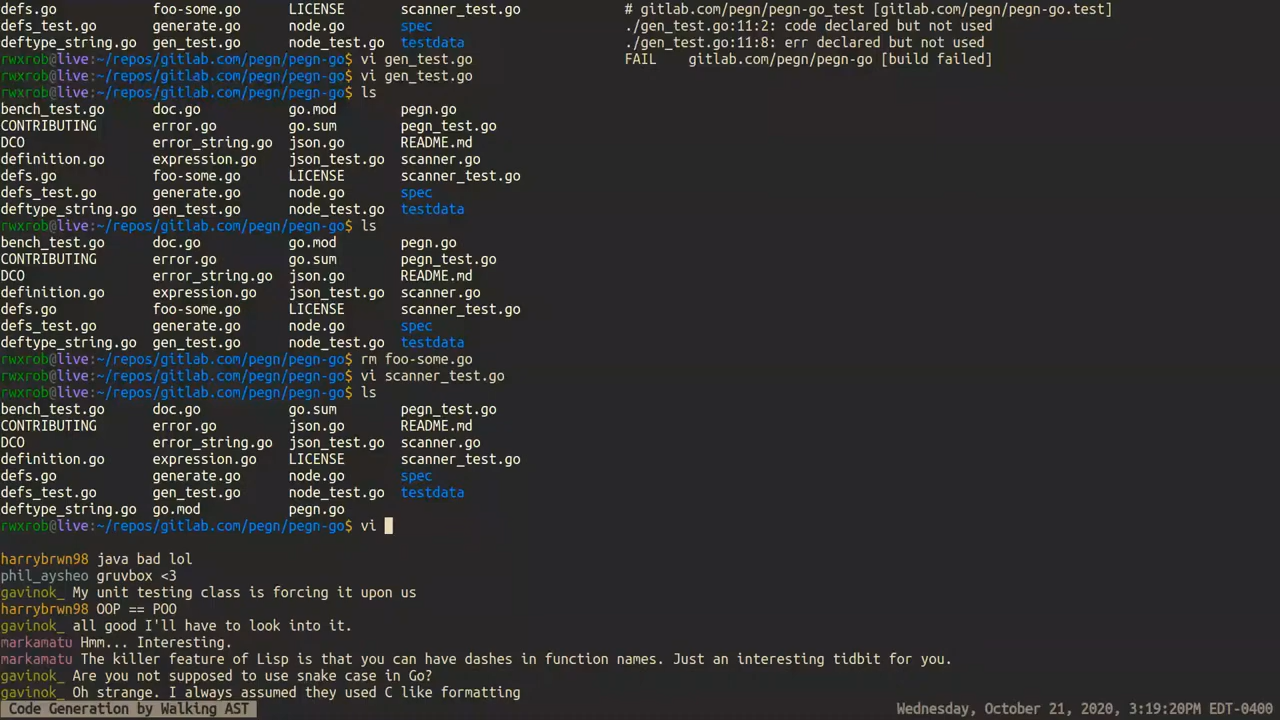 defs.go         foo-some.go      LICENSE       scanner_test.go
defs_test.go    generate.go      node.go       spec
deftype_string.go  gen_test.go      node_test.go  testdata
rwxrob@live:~/repos/gitlab.com/pegn/pegn-go$ vi gen_test.go
rwxrob@live:~/repos/gitlab.com/pegn/pegn-go$ vi gen_test.go
rwxrob@live:~/repos/gitlab.com/pegn/pegn-go$ ls
bench_test.go      doc.go           go.mod        pegn.go
CONTRIBUTING       error.go         go.sum        pegn_test.go
DCO                error_string.go  json.go       README.md
definition.go      expression.go    json_test.go  scanner.go
defs.go            foo-some.go      LICENSE       scanner_test.go
defs_test.go       generate.go      node.go       spec
deftype_string.go  gen_test.go      node_test.go  testdata
rwxrob@live:~/repos/gitlab.com/pegn/pegn-go$ ls
bench_test.go      doc.go           go.mod        pegn.go
CONTRIBUTING       error.go         go.sum        pegn_test.go
DCO                error_string.go  json.go       README.md
definition.go      expression.go    json_test.go  scanner.go
defs.go            foo-some.go      LICENSE       scanner_test.go
defs_test.go       generate.go      node.go       spec
deftype_string.go  gen_test.go      node_test.go  testdata
rwxrob@live:~/repos/gitlab.com/pegn/pegn-go$ rm foo-some.go
rwxrob@live:~/repos/gitlab.com/pegn/pegn-go$ vi scanner_test.go
rwxrob@live:~/repos/gitlab.com/pegn/pegn-go$ ls
bench_test.go      doc.go           go.sum        pegn_test.go
CONTRIBUTING       error.go         json.go       README.md
DCO                error_string.go  json_test.go  scanner.go
definition.go      expression.go    LICENSE       scanner_test.go
defs.go            generate.go      node.go       spec
defs_test.go       gen_test.go      node_test.go  testdata
deftype_string.go  go.mod           pegn.go
rwxrob@live:~/repos/gitlab.com/pegn/pegn-go$ vi
# gitlab.com/pegn/pegn-go_test [gitlab.com/pegn/pegn-go.test]
./gen_test.go:11:2: code declared but not used
./gen_test.go:11:8: err declared but not used
FAIL    gitlab.com/pegn/pegn-go [build failed]
harrybrwn98 java bad lol
phil_aysheo gruvbox <3
gavinok_ My unit testing class is forcing it upon us
harrybrwn98 OOP == POO
gavinok_ all good I'll have to look into it.
markamatu Hmm... Interesting.
markamatu The killer feature of Lisp is that you can have dashes in function names. Just an interesting tidbit for you.
gavinok_ Are you not supposed to use snake case in Go?
gavinok_ Oh strange. I always assumed they used C like formatting
Code Generation by Walking AST
Wednesday, October 21, 2020, 3:19:20PM EDT-0400